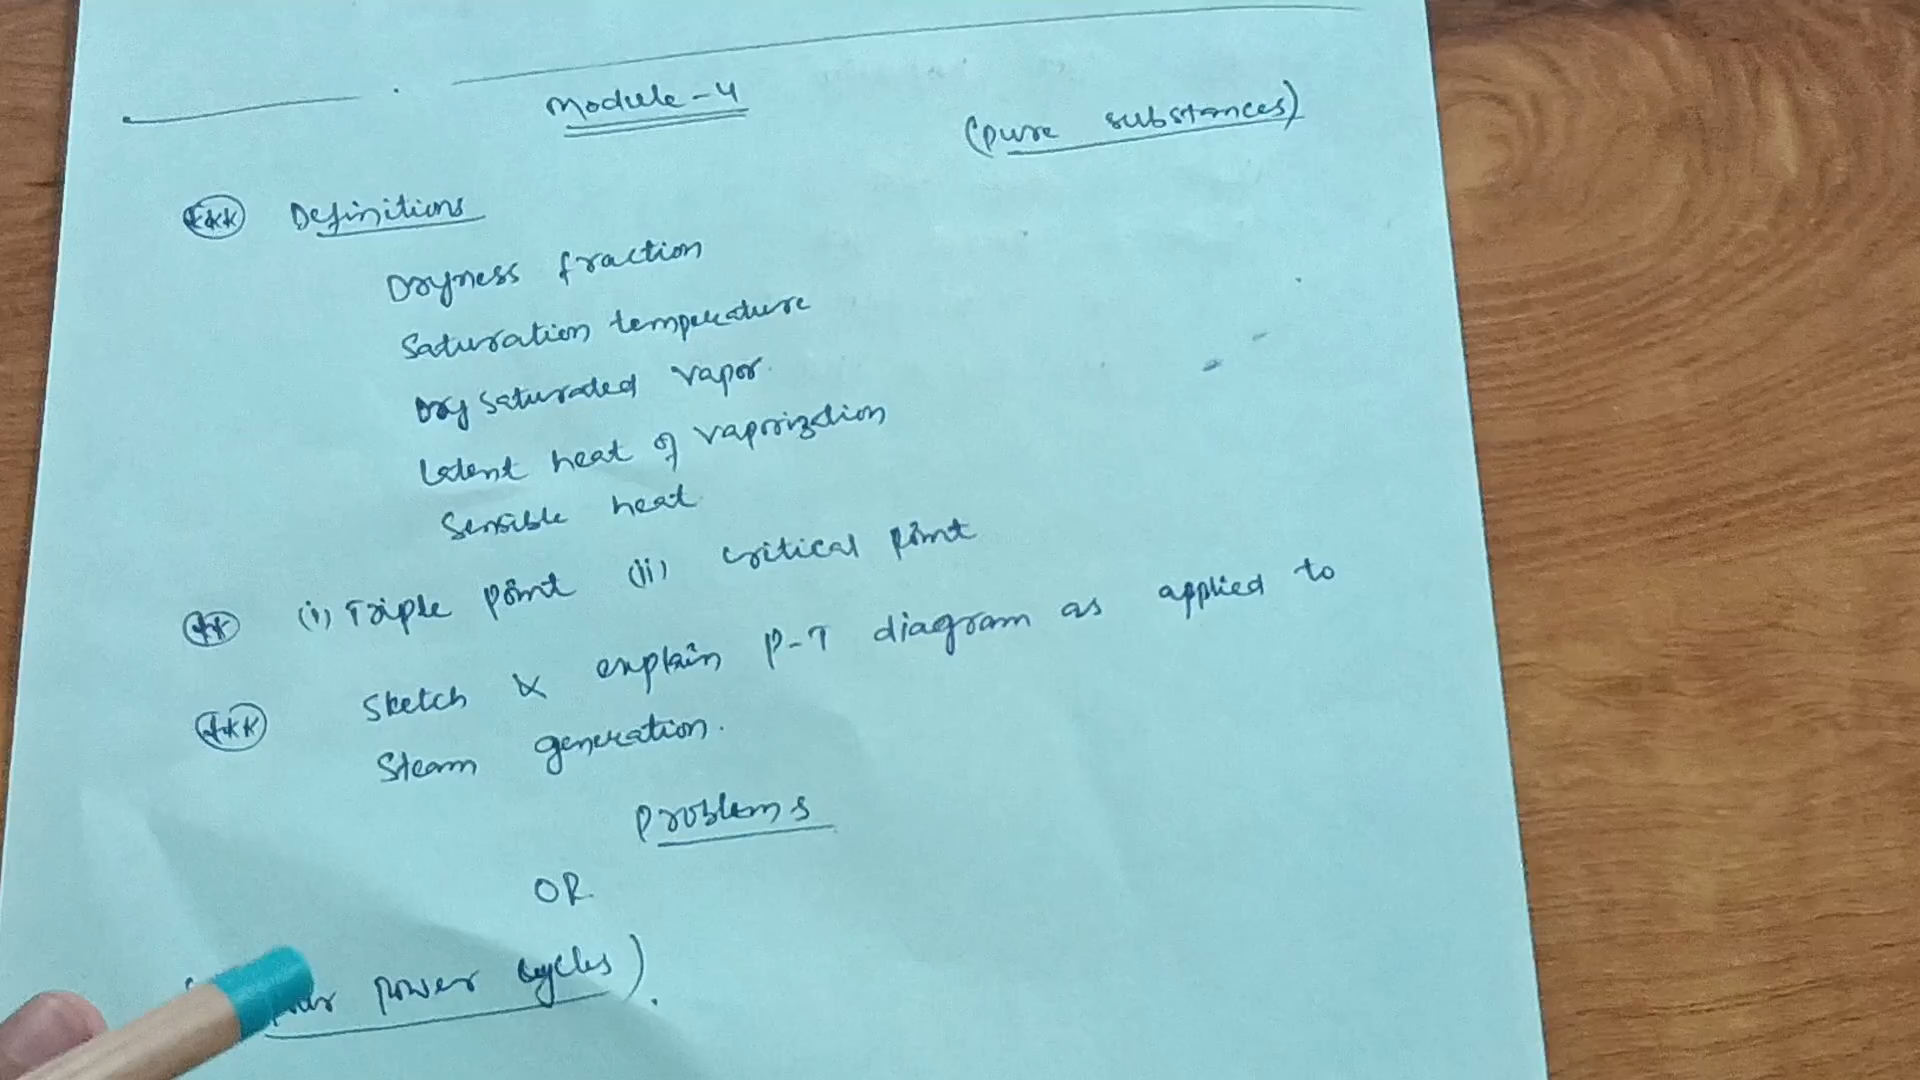 Module-4
(pure substances)
*** Definitions
Dryness fraction
Saturation temperature
Dry saturated vapor.
Latent heat of vaporization
Sensible heat
** (i) Triple point (ii) critical point
*** Sketch & explain P-T diagram as applied to
Steam generation.
Problems
OR.
power cycles).